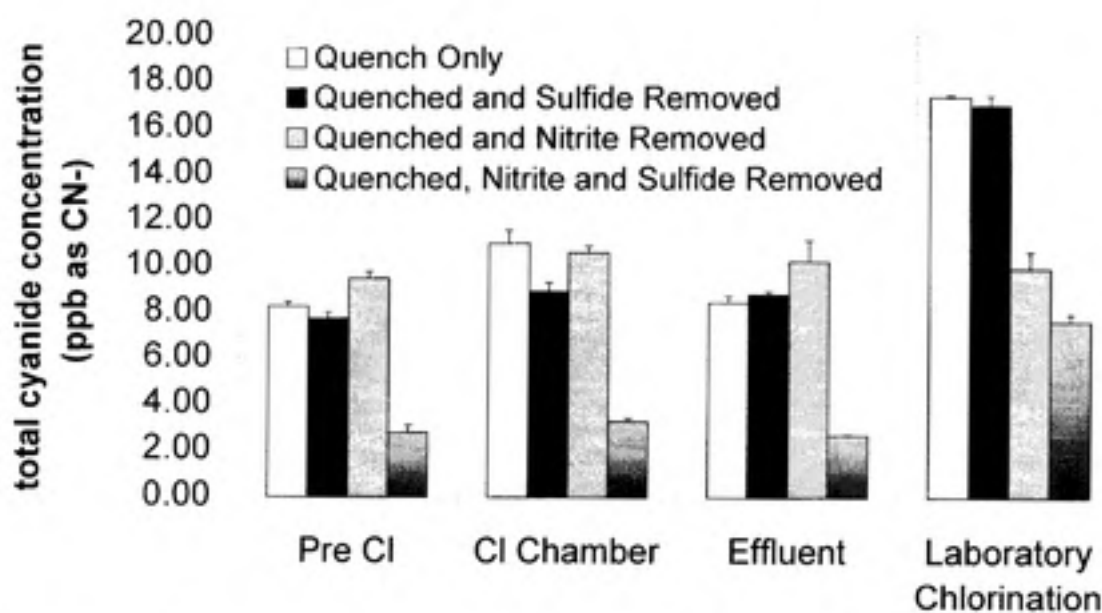 total cyanide concentration
(ppb as CN-)
20.00
18.00
16.00
14.00
12.00
10.00
8.00
6.00
4.00
2.00
0.00
Quench Only
Quenched and Sulfide Removed
Quenched and Nitrite Removed
Quenched, Nitrite and Sulfide Removed
Pre Cl
Cl Chamber
Effluent
Laboratory
Chlorination